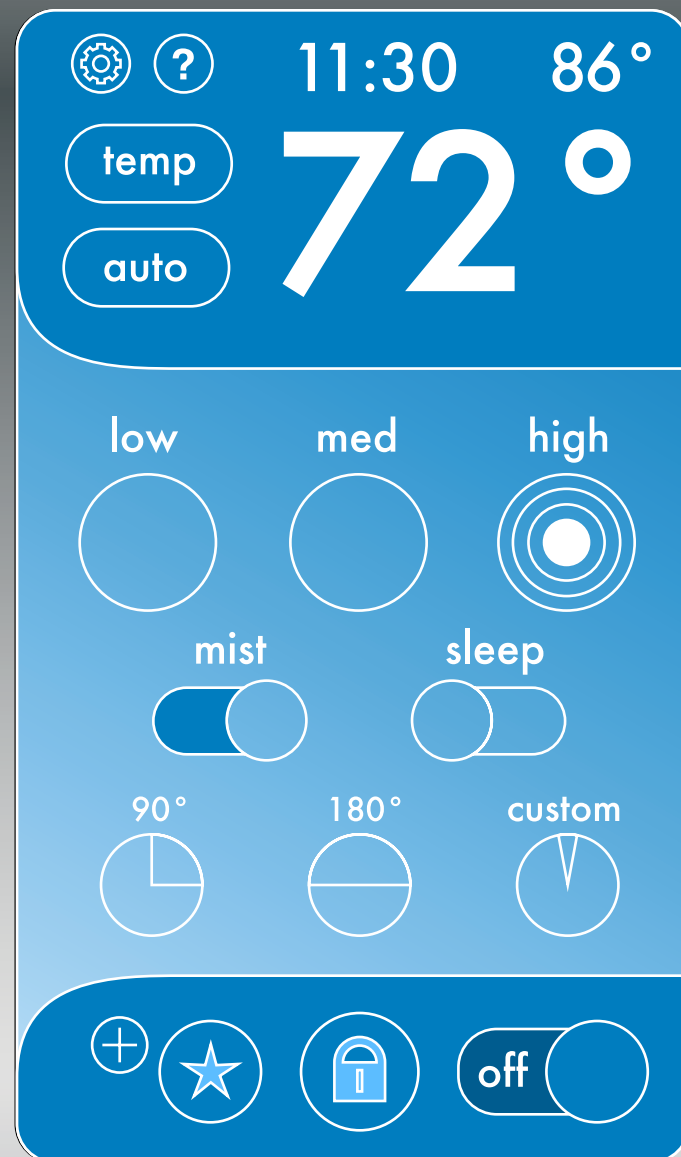 ? 11:30 86°
temp 72°
auto
low med high
mist sleep
90° 180° custom
off